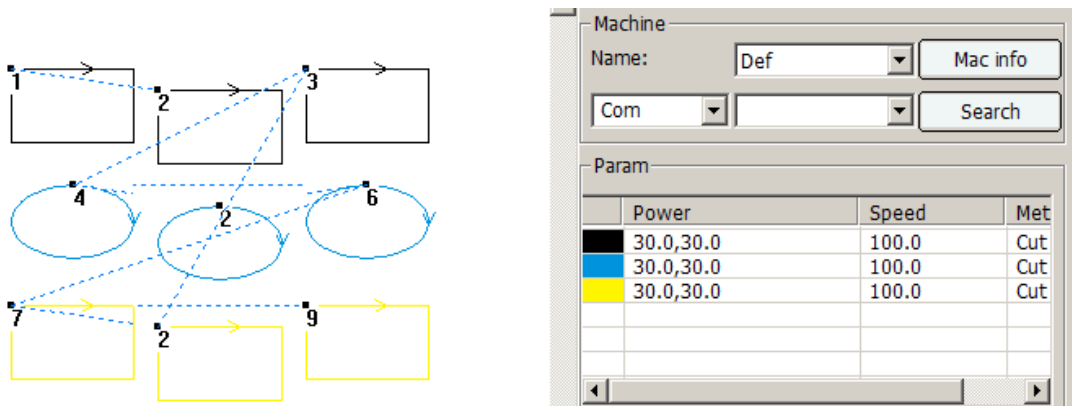 Machine
Name: Def Mac info
Com Search
Param
Power Speed Met
30.0,30.0 100.0 Cut
30.0,30.0 100.0 Cut
30.0,30.0 100.0 Cut
1 2 3
4 2 6
7 2 9